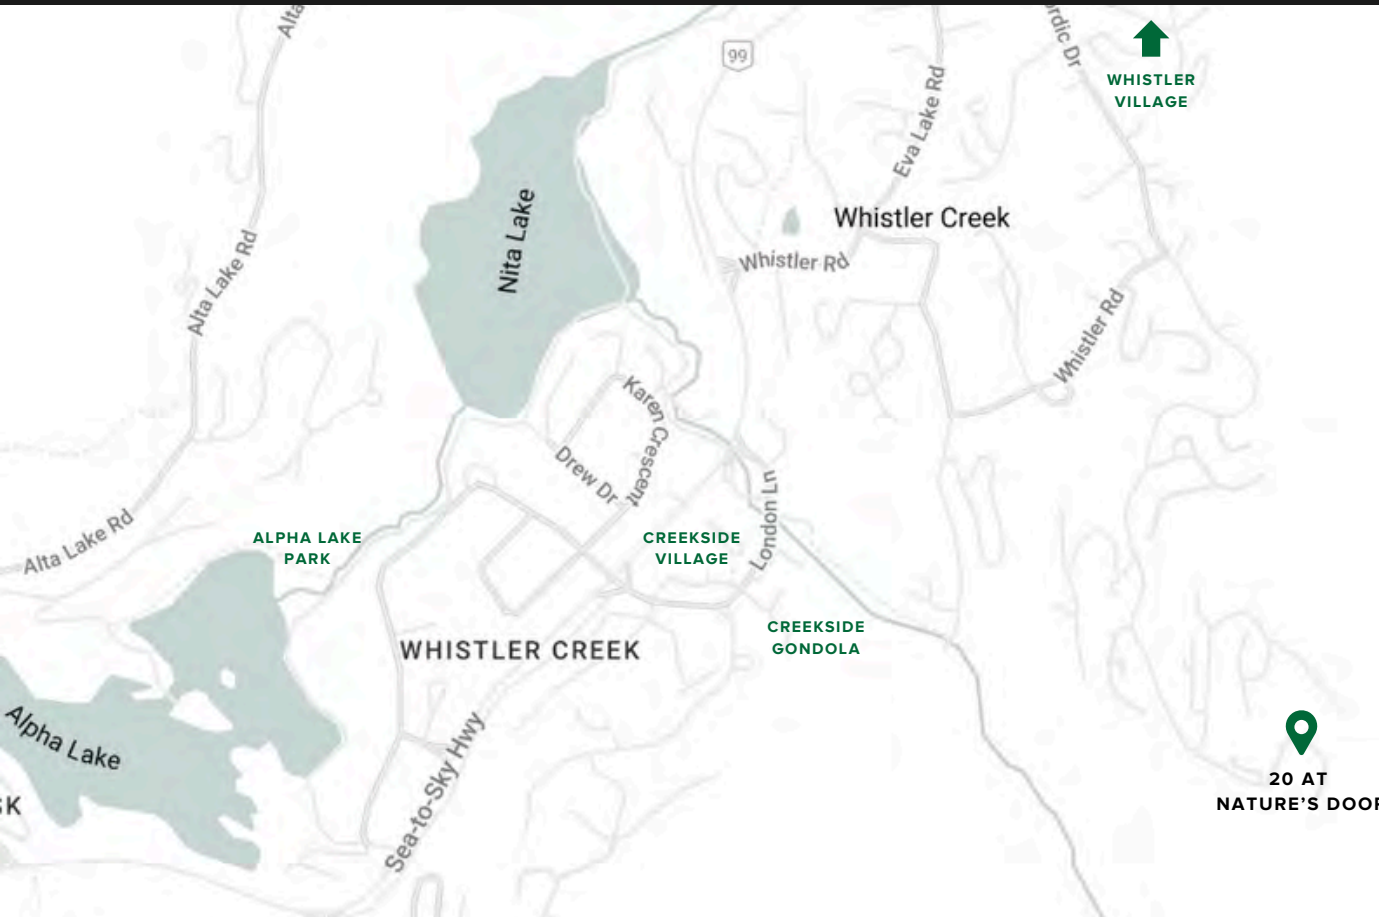 Alta
99
rdic Dr
WHISTLER
VILLAGE
Eva Lake Rd
Nita Lake
Whistler Creek
Alta Lake Rd
Whistler Rd
Whistler Rd
Karen Crescent
Drew Dr
London Ln
Alta Lake Rd
ALPHA LAKE
PARK
CREEKSIDE
VILLAGE
CREEKSIDE
GONDOLA
WHISTLER CREEK
Alpha Lake
Sea-to-Sky Hwy
SK
20 AT
NATURE'S DOOR